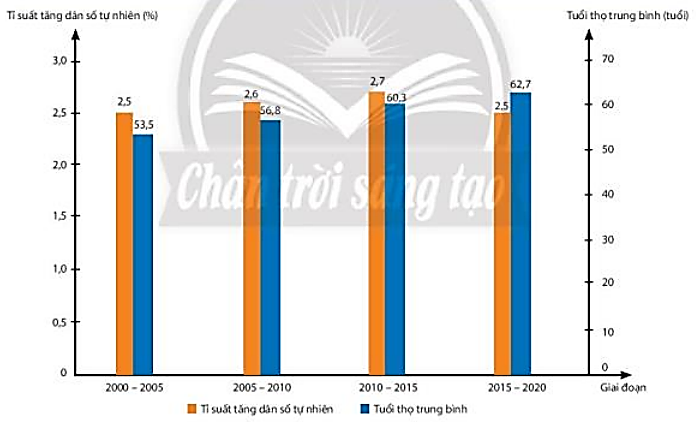 Tỉ suất tăng dân số tự nhiên (%)
Tuổi thọ trung bình (tuổi)
3,0
2,5
2,0
1,5
1,0
0,5
0
2,5
53,5
2,6
56,8
2,7
60,3
2,5
62,7
70
60
50
40
30
20
10
0
Chân trời sáng tạo
2000 – 2005
2005 – 2010
2010 – 2015
2015 – 2020
Giai đoạn
Tỉ suất tăng dân số tự nhiên
Tuổi thọ trung bình